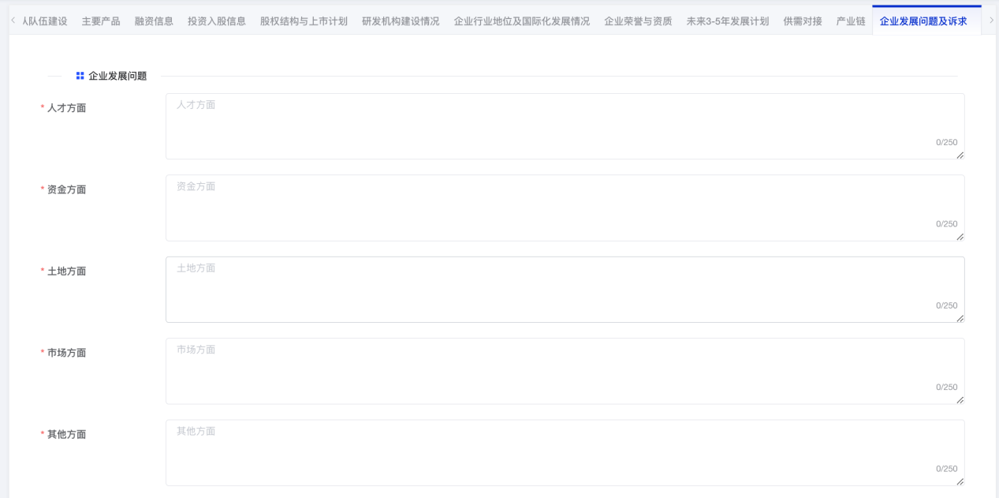 队伍建设 主要产品 融资信息 投资入股信息 股权结构与上市计划 研发机构建设情况 企业行业地位及国际化发展情况 企业荣誉与资质 未来3-5年发展计划 供需对接 产业链 企业发展问题及诉求
企业发展问题
* 人才方面
人才方面
0/250
* 资金方面
资金方面
0/250
* 土地方面
土地方面
0/250
* 市场方面
市场方面
0/250
* 其他方面
其他方面
0/250